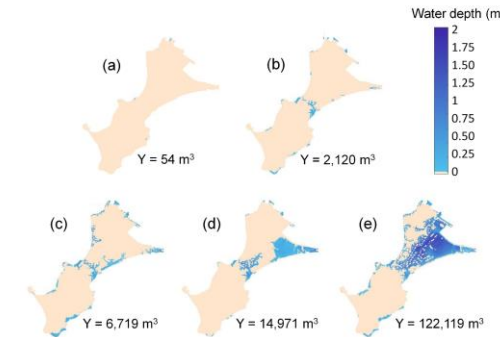 Water depth (m
2
1.75
1.5
1.25
1
0.75
0.50
0.25
0
(a)
Y = 54 m³
(b)
Y = 2,120 m³
(c)
Y = 6,719 m³
(d)
Y = 14,971 m³
(e)
Y = 122,119 m³